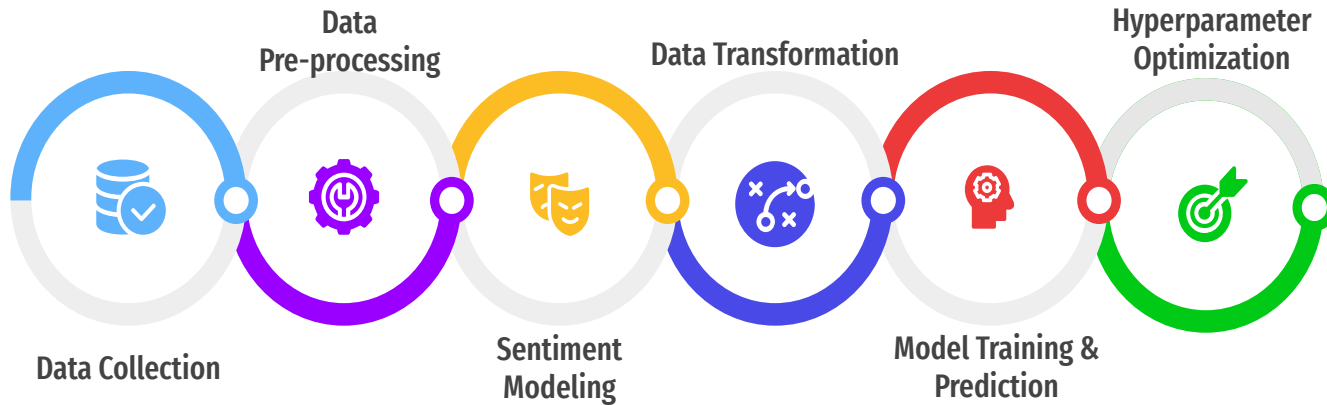 Data Collection
Data
Pre-processing
Sentiment
Modeling
Data Transformation
Model Training &
Prediction
Hyperparameter
Optimization